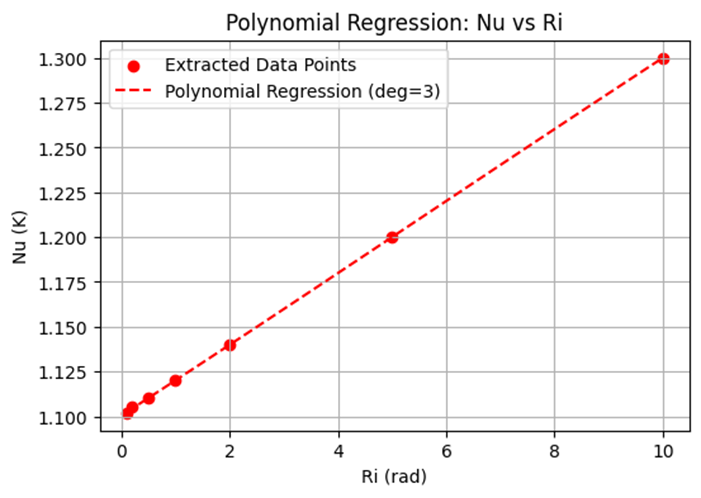 Polynomial Regression: Nu vs Ri
Extracted Data Points
Polynomial Regression (deg=3)
1.300
1.275
1.250
1.225
1.200
1.175
1.150
1.125
1.100
Nu (K)
0 2 4 6 8 10
Ri (rad)